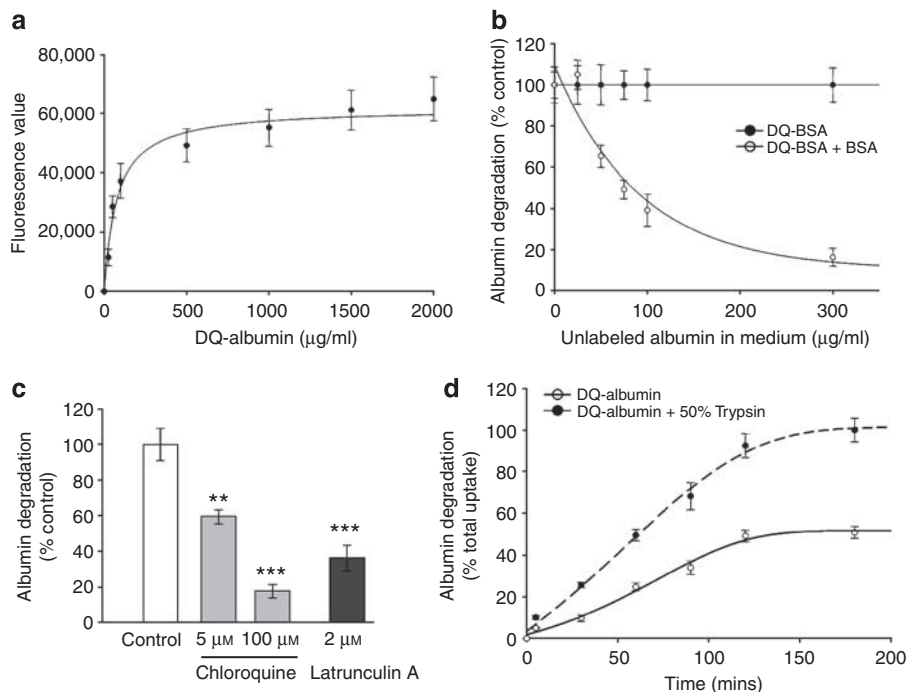 a
80,000
60,000
40,000
20,000
0
Fluorescence value
0 500 1000 1500 2000
DQ-albumin (μg/ml)
b
120
100
80
60
40
20
0
Albumin degradation (% control)
DQ-BSA
DQ-BSA + BSA
0 100 200 300
Unlabeled albumin in medium (μg/ml)
c
120
100
80
60
40
20
0
Albumin degradation
(% control)
**
***
***
Control 5 μM 100 μM 2 μM
Chloroquine Latrunculin A
d
DQ-albumin
DQ-albumin + 50% Trypsin
120
100
80
60
40
20
0
Albumin degradation
(% total uptake)
0 50 100 150 200
Time (mins)